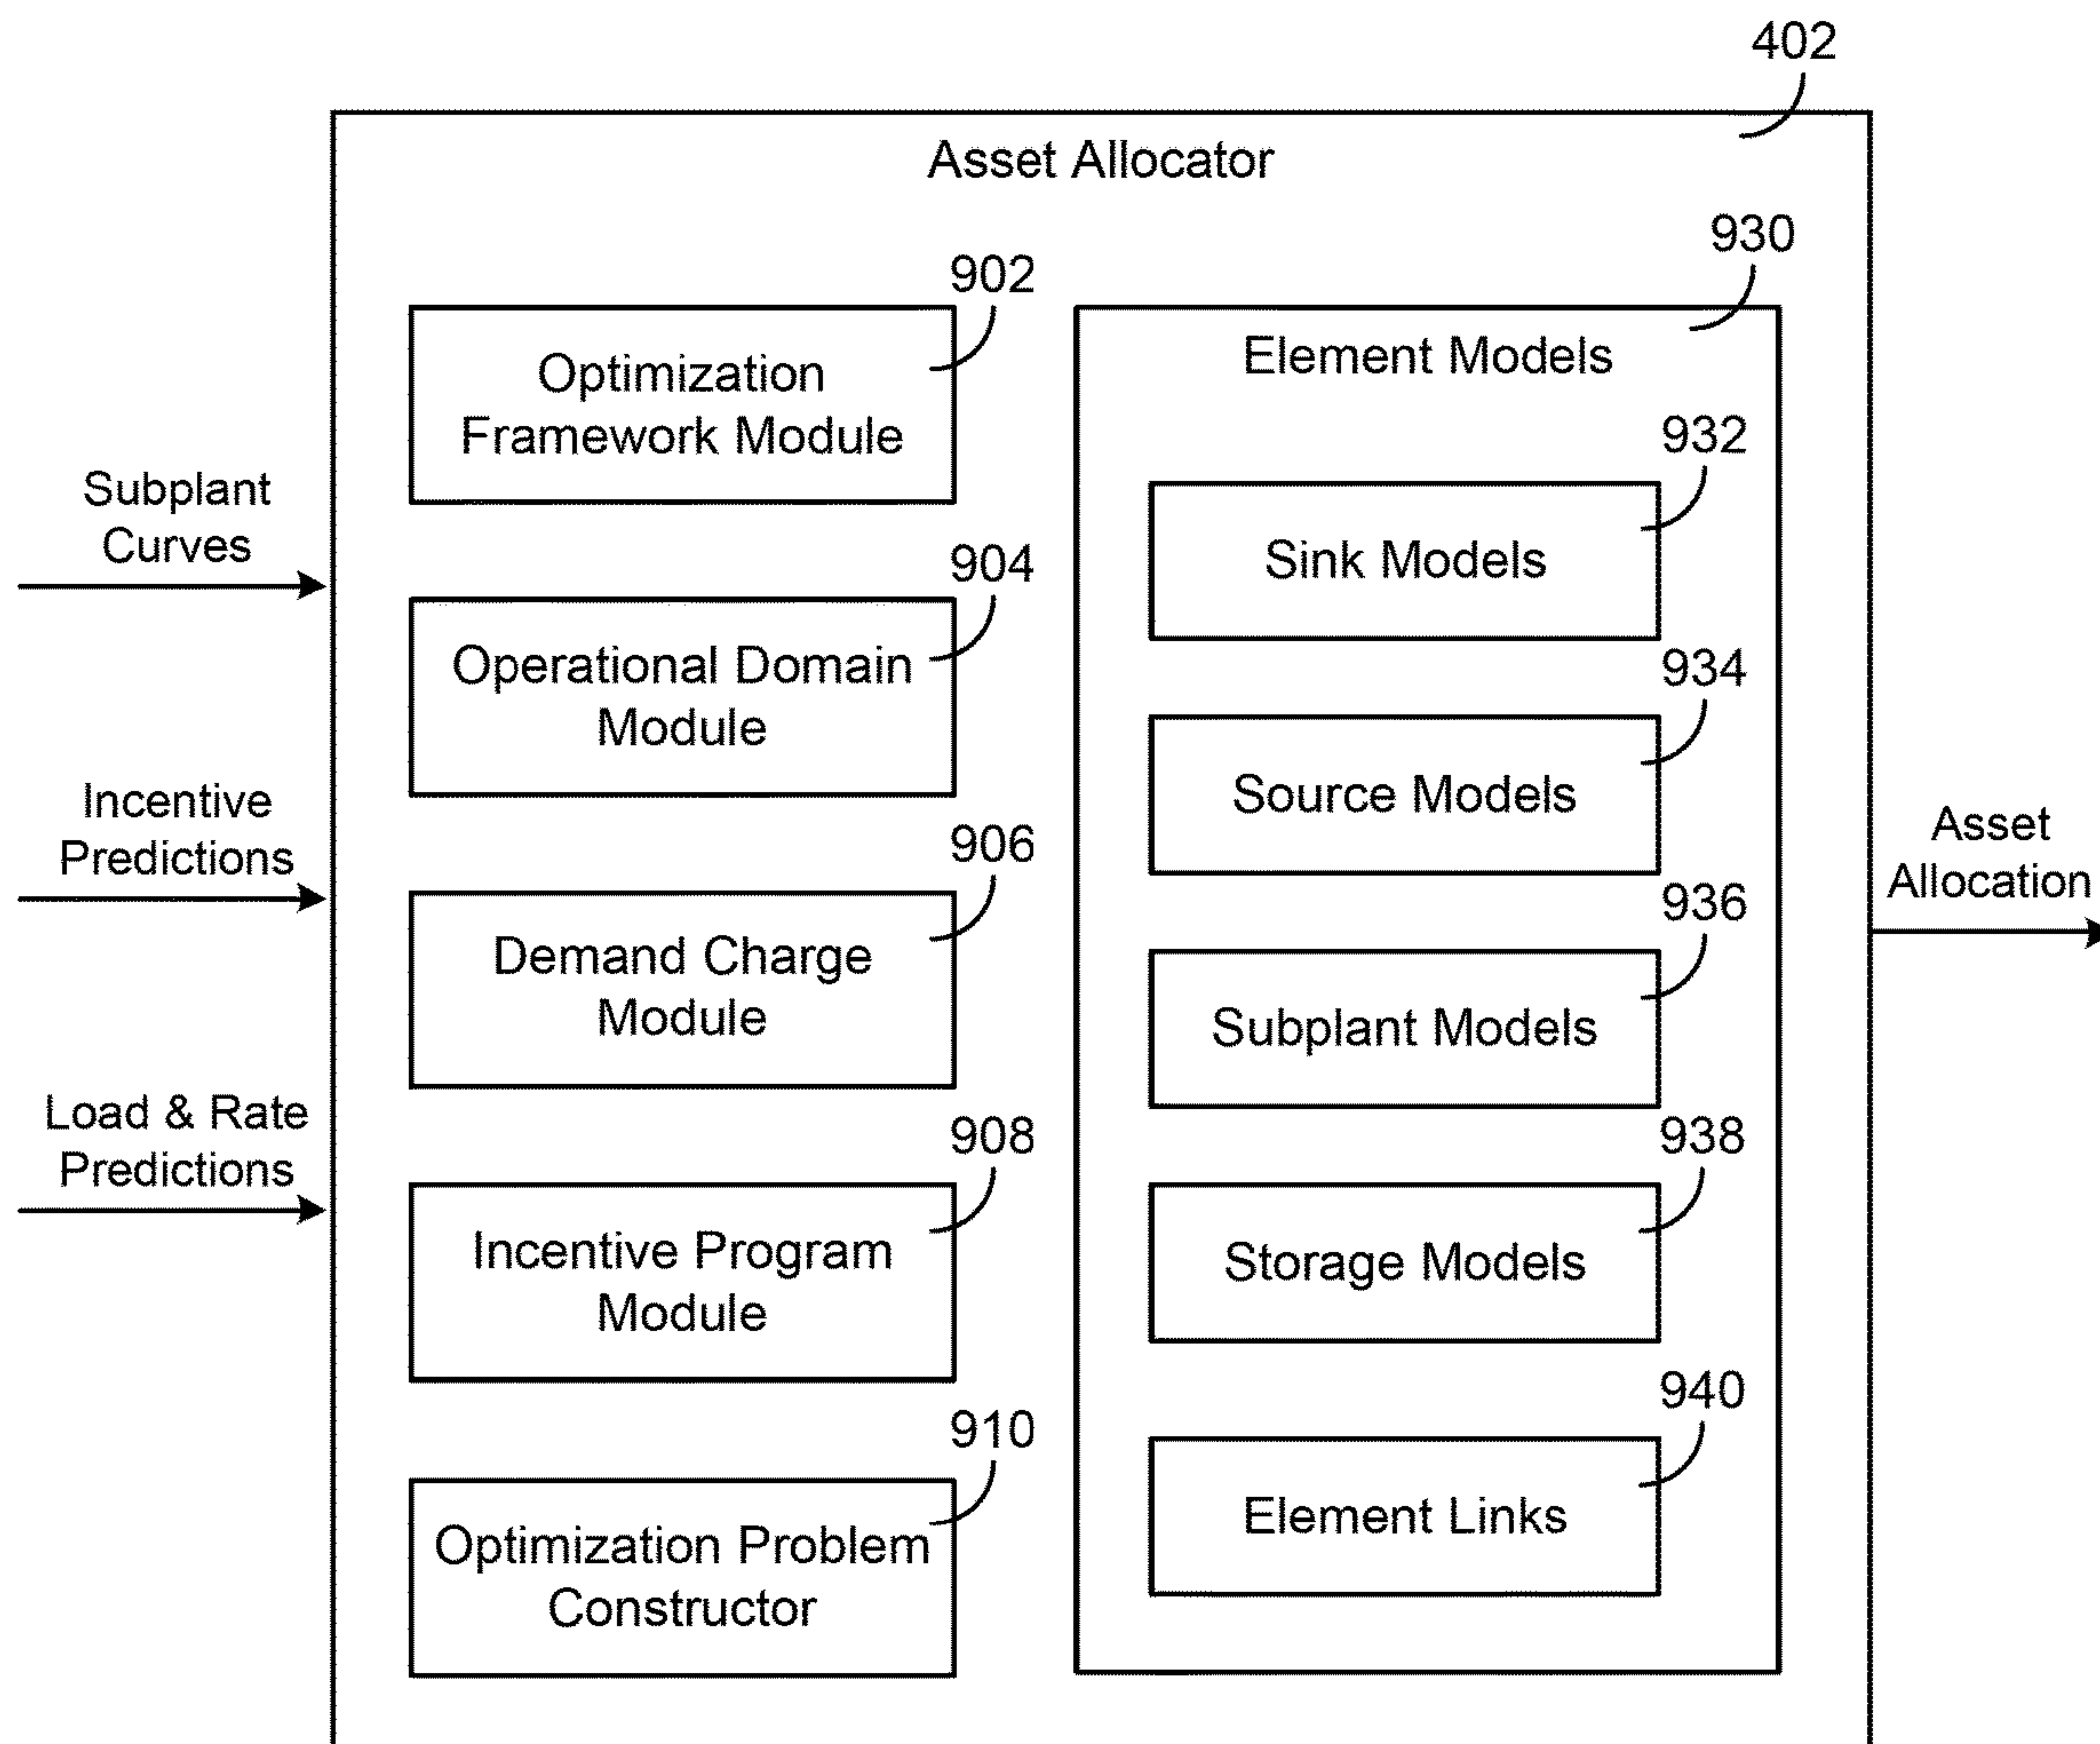 402
Asset Allocator
930
902
Optimization
Framework Module
Element Models
932
Sink Models
Subplant
Curves
904
Operational Domain
Module
934
Source Models
Incentive
Predictions
906
Demand Charge
Module
936
Subplant Models
Asset
Allocation
Load & Rate
Predictions
908
Incentive Program
Module
938
Storage Models
910
Optimization Problem
Constructor
940
Element Links